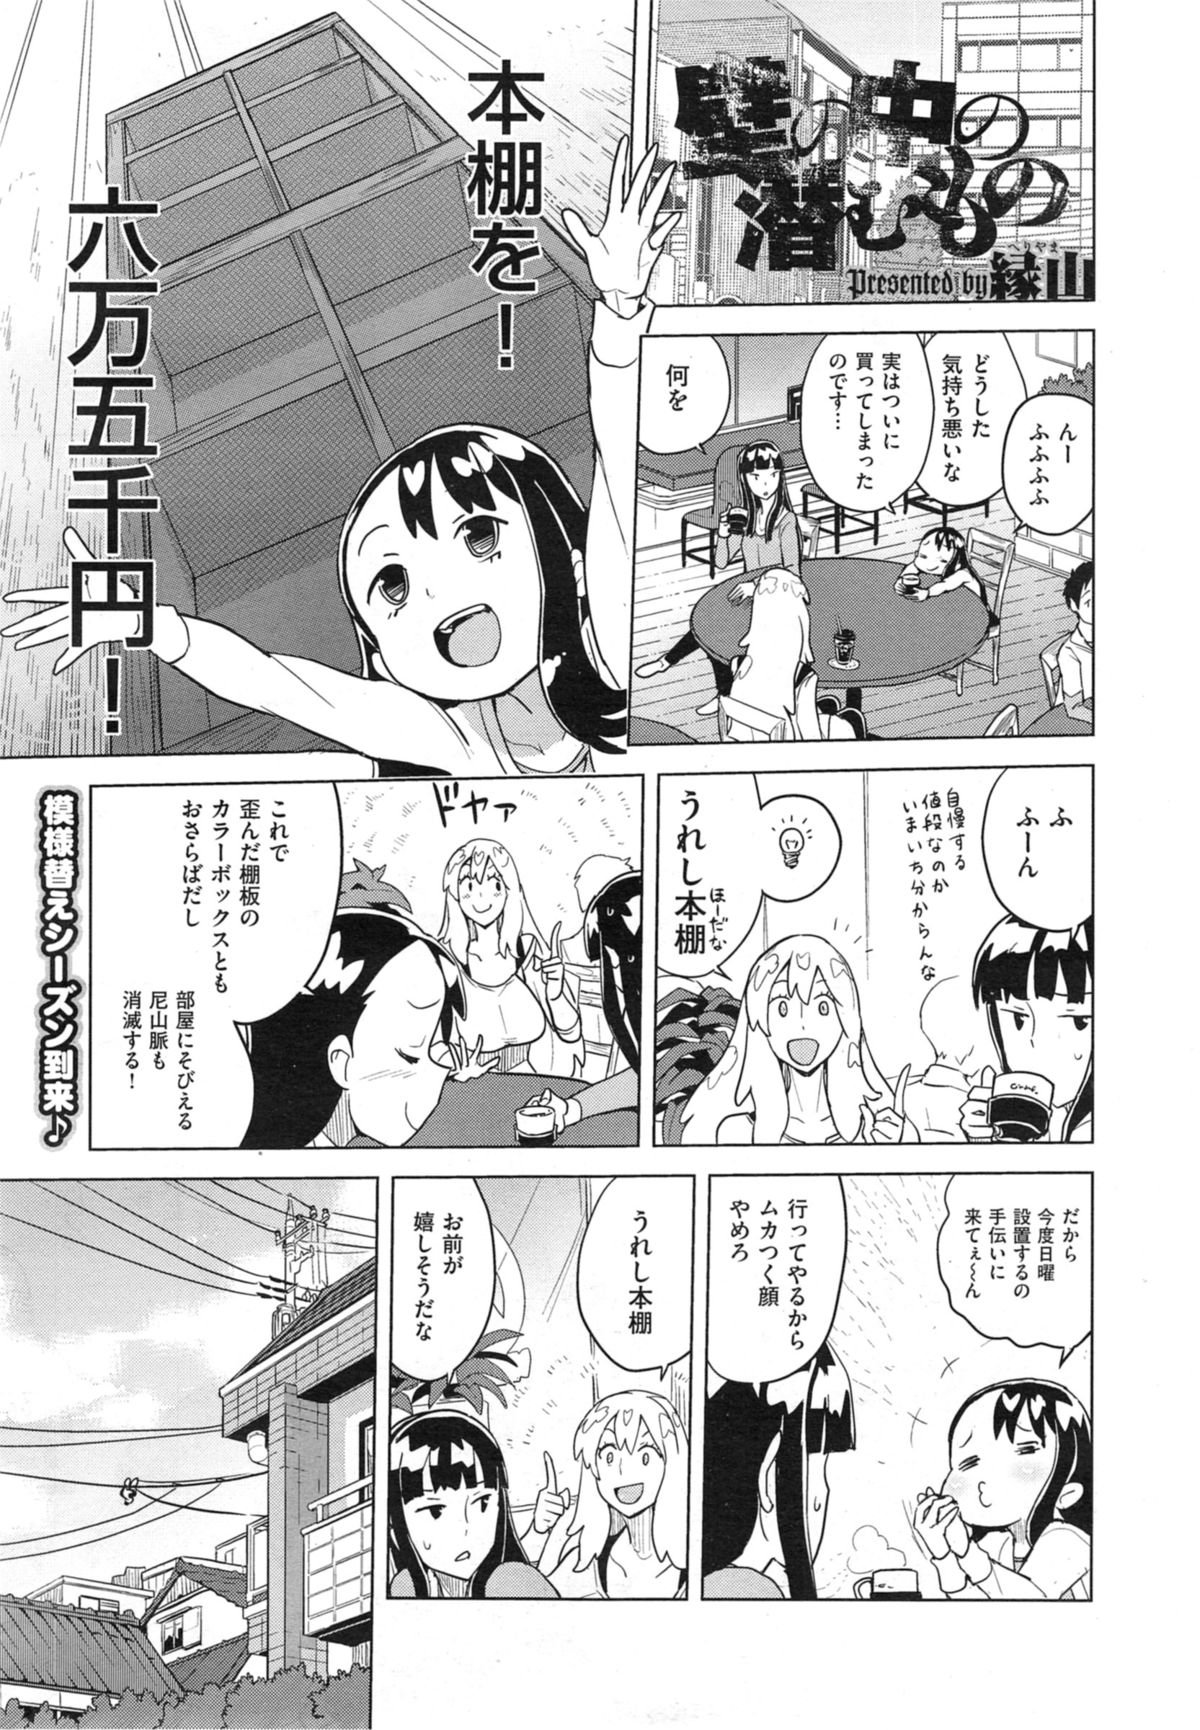 壁の中の
潜むもの
Presented by 縁山
へりやま
んー
ふふふふ
どうした
気持ち悪いな
実はついに
買ってしまった
のです…
何を
本棚を!
六万五千円!
ふ
ふーん
自慢する
値段なのか
いまいち分からんな
うれし本棚
ほーだな
ドヤァ
これで
歪んだ棚板の
カラーボックスとも
おさらばだし
部屋にそびえる
尼山脈も
消滅する!
模様替えシーズン到来♪
だから
今度日曜
設置するの
手伝いに
来てぇ〜ん
行ってやるから
ムカつく顔
やめろ
うれし本棚
お前が
嬉しそうだな